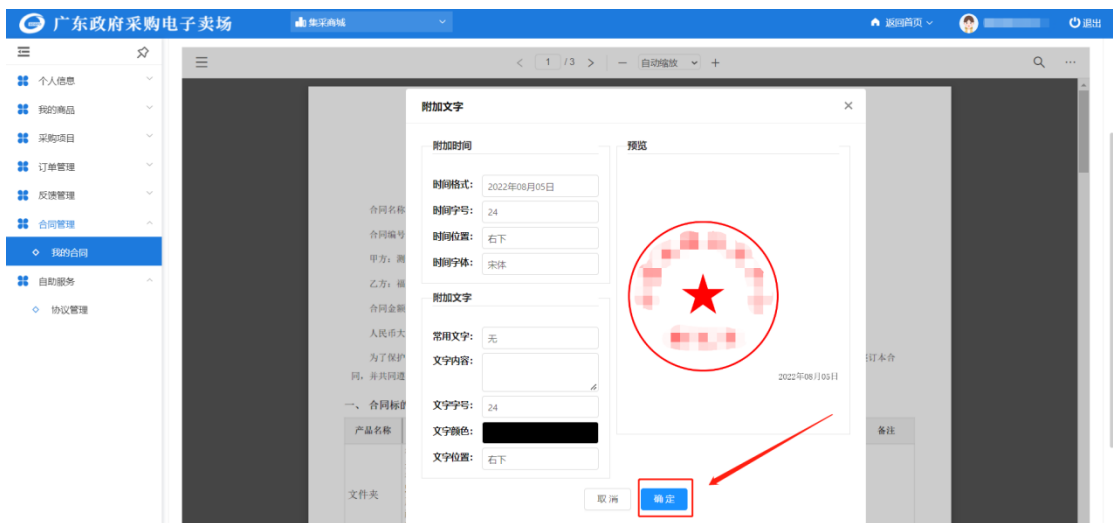 广东政府采购电子卖场
集采商城
返回首页
退出
个人信息
我的商品
采购项目
订单管理
反馈管理
合同管理
我的合同
自助服务
协议管理
1 /3
自动缩放
合同名称
合同编号
甲方：测
乙方：福
合同金额
人民币大
为了保护
签订本合
同，并共同遵
一、合同标的
产品名称
备注
文件夹
附加文字
附加时间
时间格式: 2022年08月05日
时间字号: 24
时间位置: 右下
时间字体: 宋体
附加文字
常用文字: 无
文字内容:
文字字号: 24
文字颜色:
文字位置: 右下
预览
2022年08月05日
取消
确定